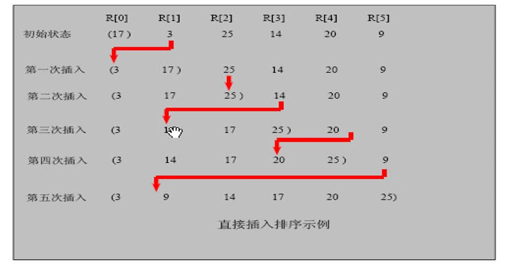 R[0] R[1] R[2] R[3] R[4] R[5]
初始状态 (17 ) 3 25 14 20 9
第一次插入 (3 17 ) 25 14 20 9
第二次插入 (3 17 25 ) 14 20 9
第三次插入 (3 17 25 ) 20 9
第四次插入 (3 14 17 20 25 ) 9
第五次插入 (3 9 14 17 20 25)
直接插入排序示例